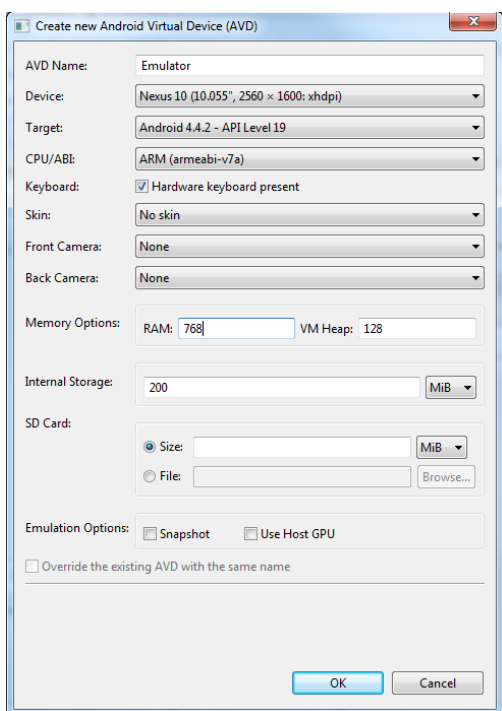 Create new Android Virtual Device (AVD)
AVD Name: Emulator
Device: Nexus 10 (10.055", 2560 × 1600: xhdpi)
Target: Android 4.4.2 - API Level 19
CPU/ABI: ARM (armeabi-v7a)
Keyboard: Hardware keyboard present
Skin: No skin
Front Camera: None
Back Camera: None
Memory Options: RAM: 768 VM Heap: 128
Internal Storage: 200 MiB
SD Card:
Size: MiB
File: Browse...
Emulation Options: Snapshot Use Host GPU
Override the existing AVD with the same name
OK Cancel